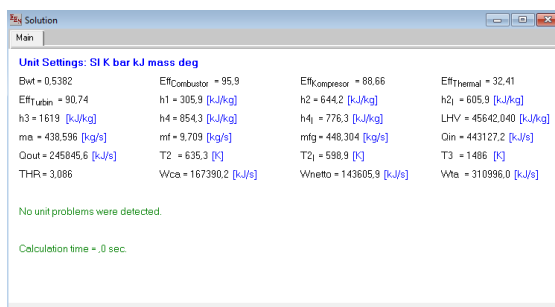 EES Solution
Main
Unit Settings: SI K bar kJ mass deg
Bwt = 0,5382 EffCombustor = 95,9 EffKompresor = 88,66 EffThermal = 32,41
EffTurbin = 90,74 h1 = 305,9 [kJ/kg] h2 = 644,2 [kJ/kg] h2i = 605,9 [kJ/kg]
h3 = 1619 [kJ/kg] h4 = 854,3 [kJ/kg] h4i = 776,3 [kJ/kg] LHV = 45642,040 [kJ/kg]
ma = 438,596 [kg/s] mf = 9,709 [kg/s] mfg = 448,304 [kg/s] Qin = 443127,2 [kJ/s]
Qout = 245845,6 [kJ/s] T2 = 635,3 [K] T2i = 598,9 [K] T3 = 1486 [K]
THR = 3,086 Wca = 167390,2 [kJ/s] Wnetto = 143605,9 [kJ/s] Wta = 310996,0 [kJ/s]
No unit problems were detected.
Calculation time = ,0 sec.